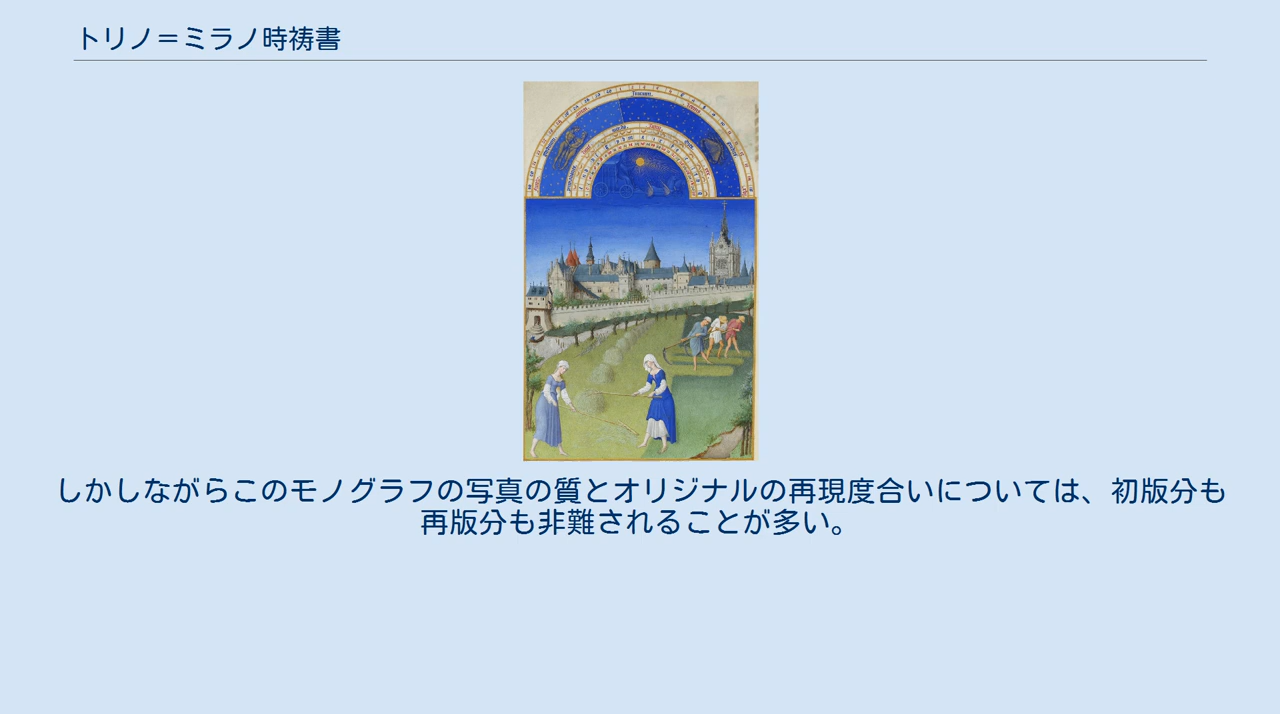 トリノ＝ミラノ時祷書
しかしながらこのモノグラフの写真の質とオリジナルの再現度合いについては、初版分も
再版分も非難されることが多い。